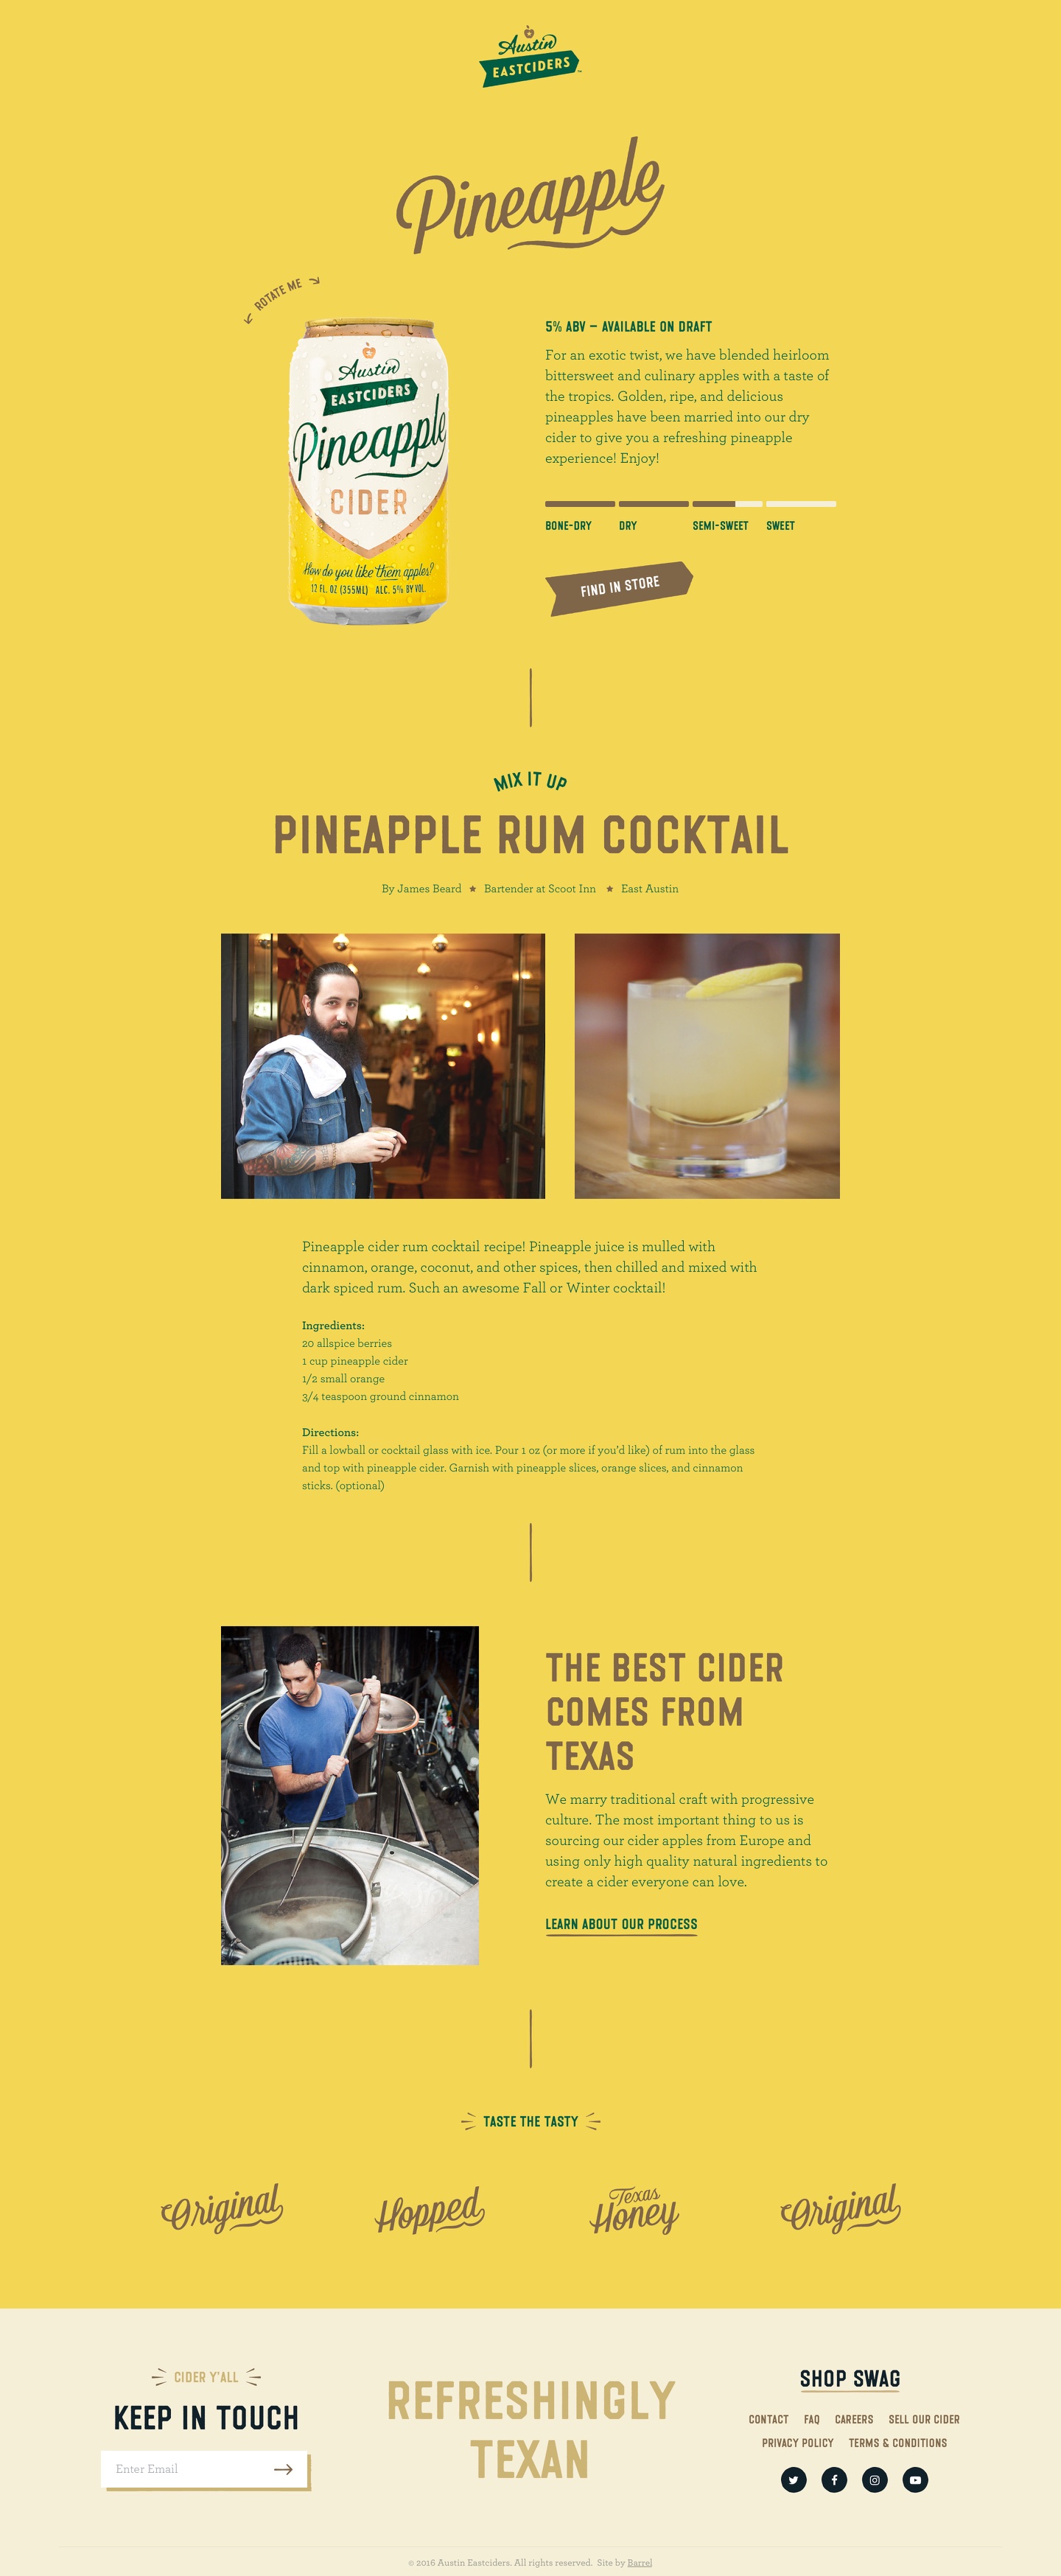 Austin
EASTCIDERS
Pineapple
ROTATE ME
Austin
EASTCIDERS
Pineapple
CIDER
How do you like them apples?
12 FL. OZ (355ML) ALC. 5% BY VOL.
5% ABV – AVAILABLE ON DRAFT
For an exotic twist, we have blended heirloom
bittersweet and culinary apples with a taste of
the tropics. Golden, ripe, and delicious
pineapples have been married into our dry
cider to give you a refreshing pineapple
experience! Enjoy!
BONE-DRY DRY SEMI-SWEET SWEET
FIND IN STORE
MIX IT UP
PINEAPPLE RUM COCKTAIL
By James Beard ★ Bartender at Scoot Inn ★ East Austin
Pineapple cider rum cocktail recipe! Pineapple juice is mulled with
cinnamon, orange, coconut, and other spices, then chilled and mixed with
dark spiced rum. Such an awesome Fall or Winter cocktail!
Ingredients:
20 allspice berries
1 cup pineapple cider
1/2 small orange
3/4 teaspoon ground cinnamon
Directions:
Fill a lowball or cocktail glass with ice. Pour 1 oz (or more if you'd like) of rum into the glass
and top with pineapple cider. Garnish with pineapple slices, orange slices, and cinnamon
sticks. (optional)
THE BEST CIDER
COMES FROM
TEXAS
We marry traditional craft with progressive
culture. The most important thing to us is
sourcing our cider apples from Europe and
using only high quality natural ingredients to
create a cider everyone can love.
LEARN ABOUT OUR PROCESS
TASTE THE TASTY
Original
Hopped
Texas
Honey
Original
CIDER Y'ALL
KEEP IN TOUCH
Enter Email
REFRESHINGLY
TEXAN
SHOP SWAG
CONTACT FAQ CAREERS SELL OUR CIDER
PRIVACY POLICY TERMS & CONDITIONS
© 2016 Austin Eastciders. All rights reserved. Site by Barrel